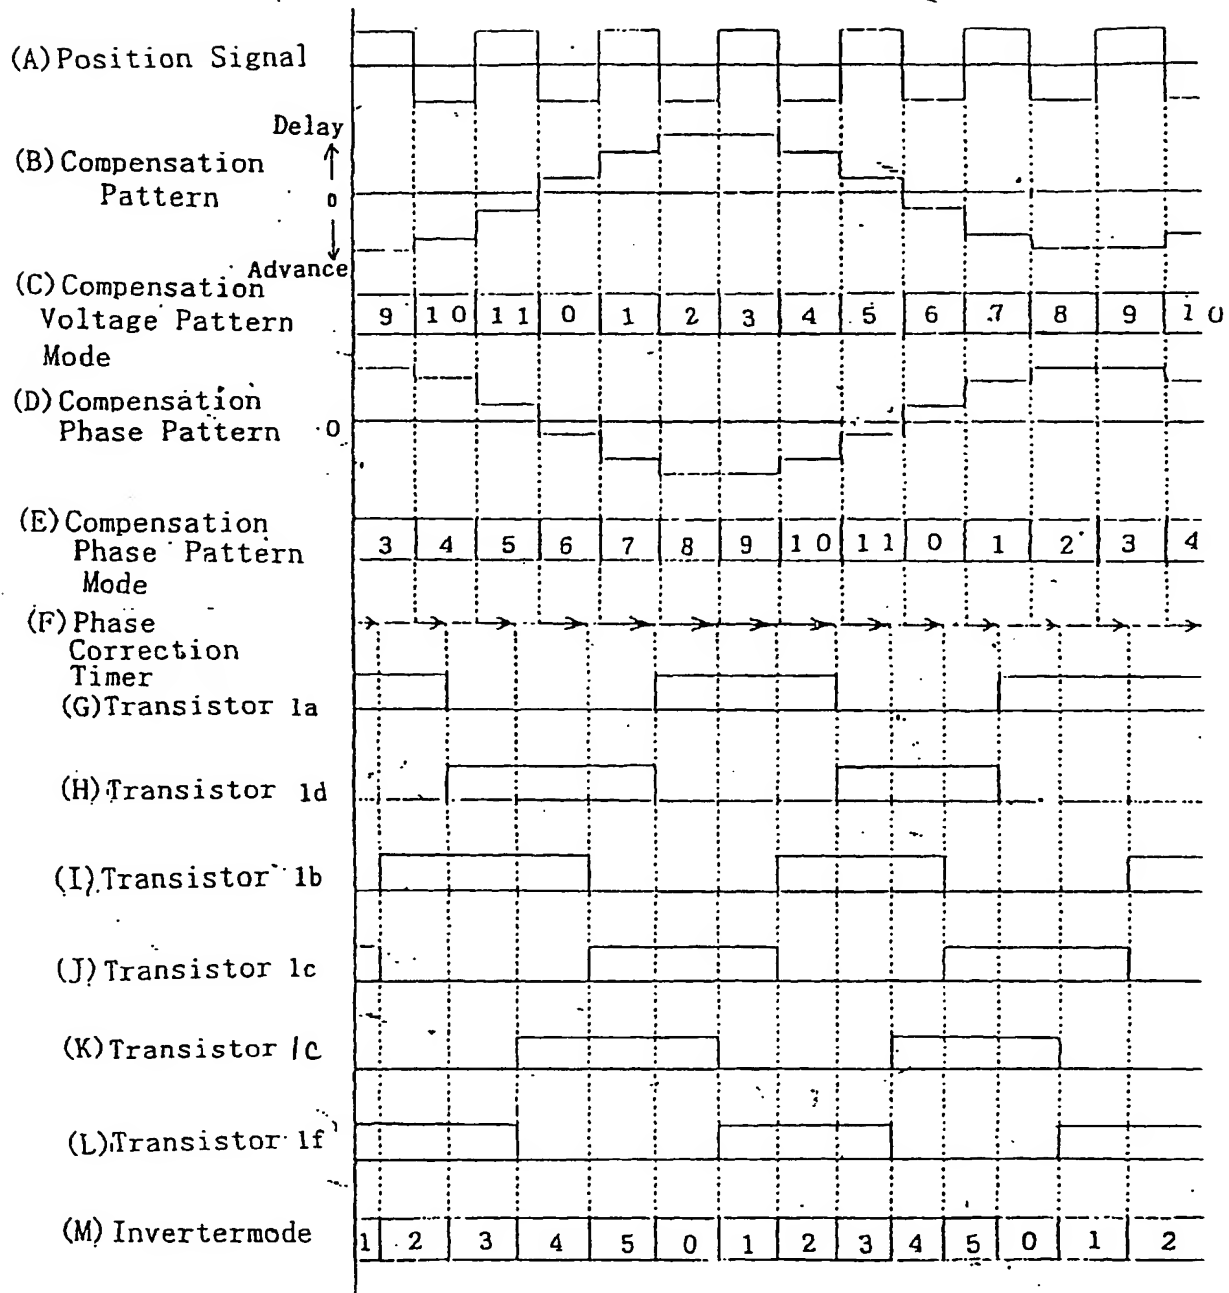 (A)Position Signal
Delay
(B)Compensation
Pattern 0
Advance
(C)Compensation
Voltage Pattern 9 10 11 0 1 2 3 4 5 6 7 8 9 10
Mode
(D)Compensation
Phase Pattern 0
(E)Compensation
Phase Pattern 3 4 5 6 7 8 9 10 11 0 1 2 3 4
Mode
(F)Phase
Correction
Timer
(G)Transistor 1a
(H)Transistor 1d
(I)Transistor 1b
(J)Transistor 1c
(K)Transistor 1c
(L)Transistor 1f
(M)Invertermode 1 2 3 4 5 0 1 2 3 4 5 0 1 2